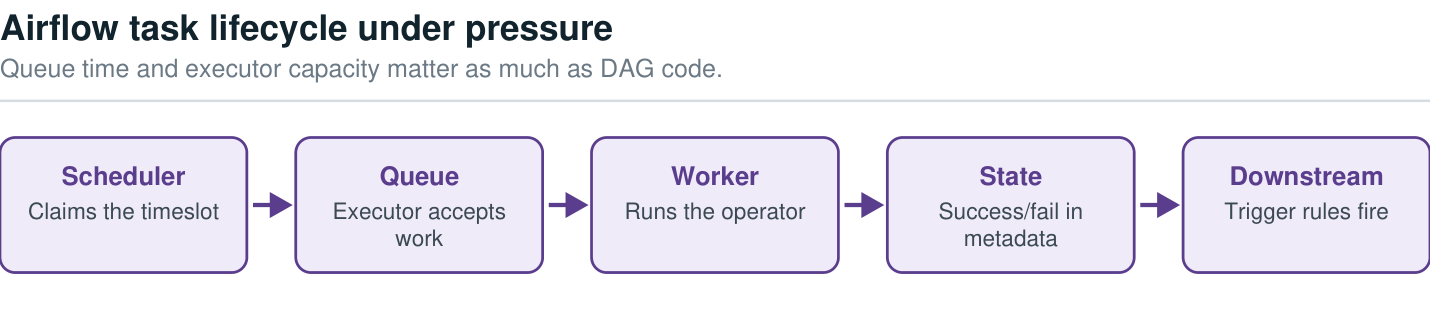 Airflow task lifecycle under pressure
Queue time and executor capacity matter as much as DAG code.
Scheduler
Claims the timeslot
Queue
Executor accepts
work
Worker
Runs the operator
State
Success/fail in
metadata
Downstream
Trigger rules fire